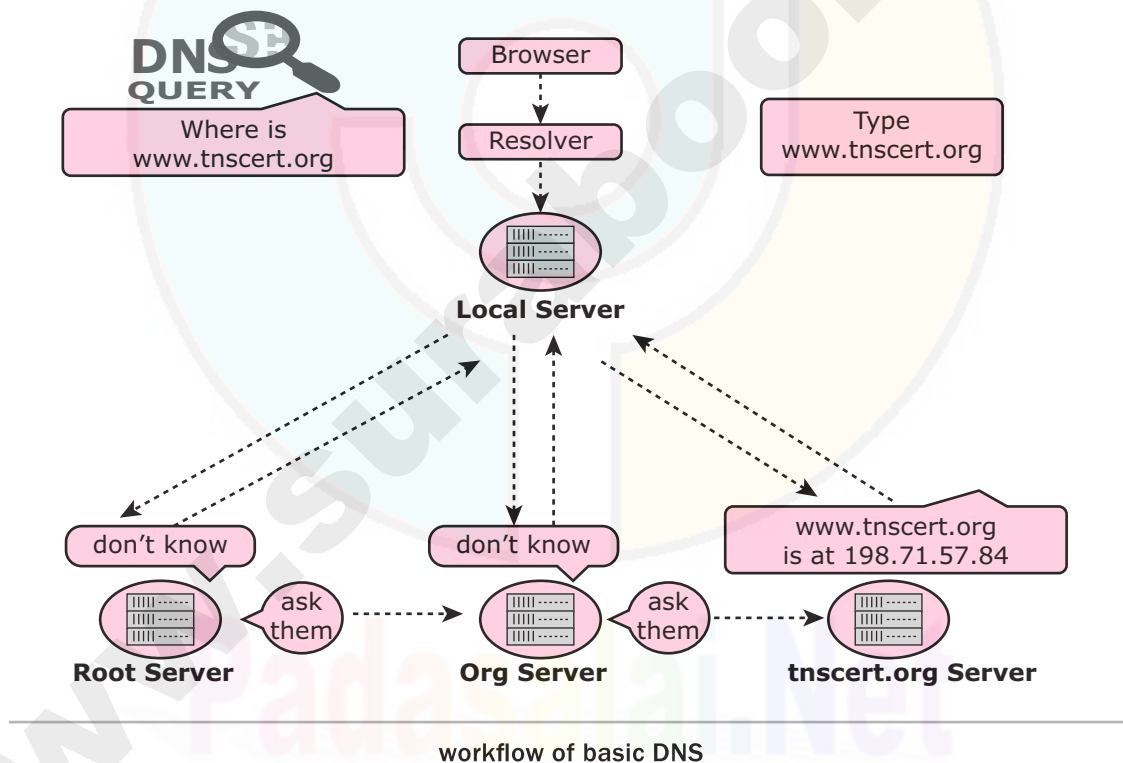 DNS
QUERY
Where is
www.tnscert.org
Browser
Resolver
Type
www.tnscert.org
Local Server
don't know
don't know
www.tnscert.org
is at 198.71.57.84
ask
them
ask
them
Root Server
Org Server
tnscert.org Server
Padasalai.Net
workflow of basic DNS